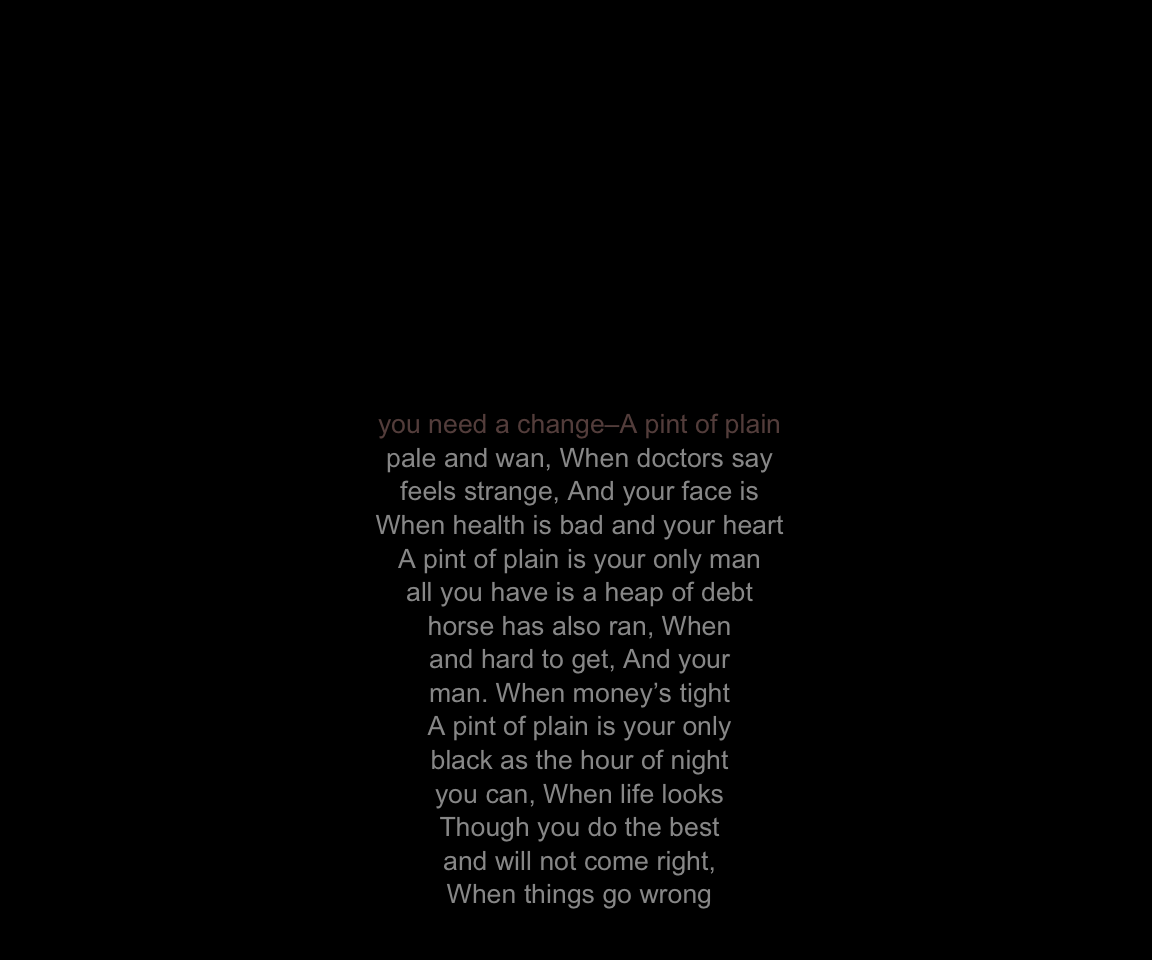 you need a change–A pint of plain
pale and wan, When doctors say
feels strange, And your face is
When health is bad and your heart
A pint of plain is your only man
all you have is a heap of debt
horse has also ran, When
and hard to get, And your
man. When money’s tight
A pint of plain is your only
black as the hour of night
you can, When life looks
Though you do the best
and will not come right,
When things go wrong